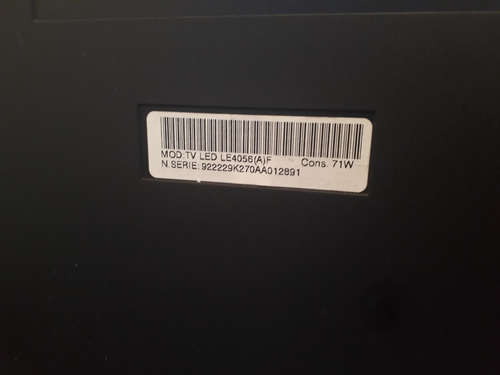 MOD:TV LED LE4056(A)F Cons. 71W
N.SERIE:922229K270AA012891